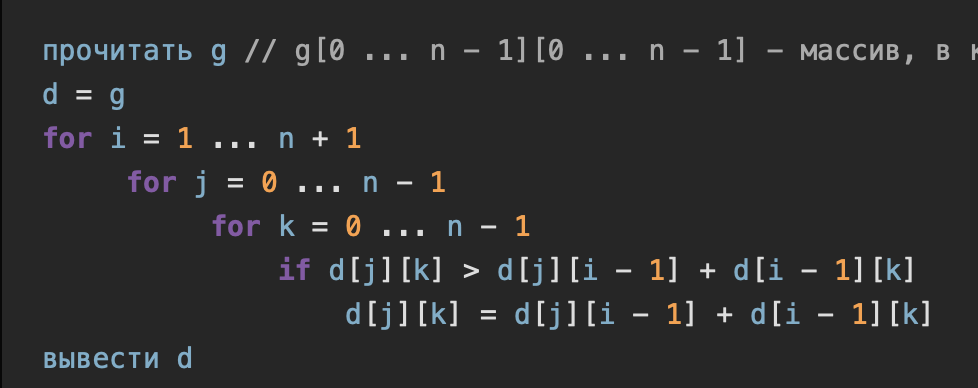 прочитать g // g[0 ... n - 1][0 ... n - 1] - массив, в
d = g
for i = 1 ... n + 1
for j = 0 ... n - 1
for k = 0 ... n - 1
if d[j][k] > d[j][i - 1] + d[i - 1][k]
d[j][k] = d[j][i - 1] + d[i - 1][k]
вывести d